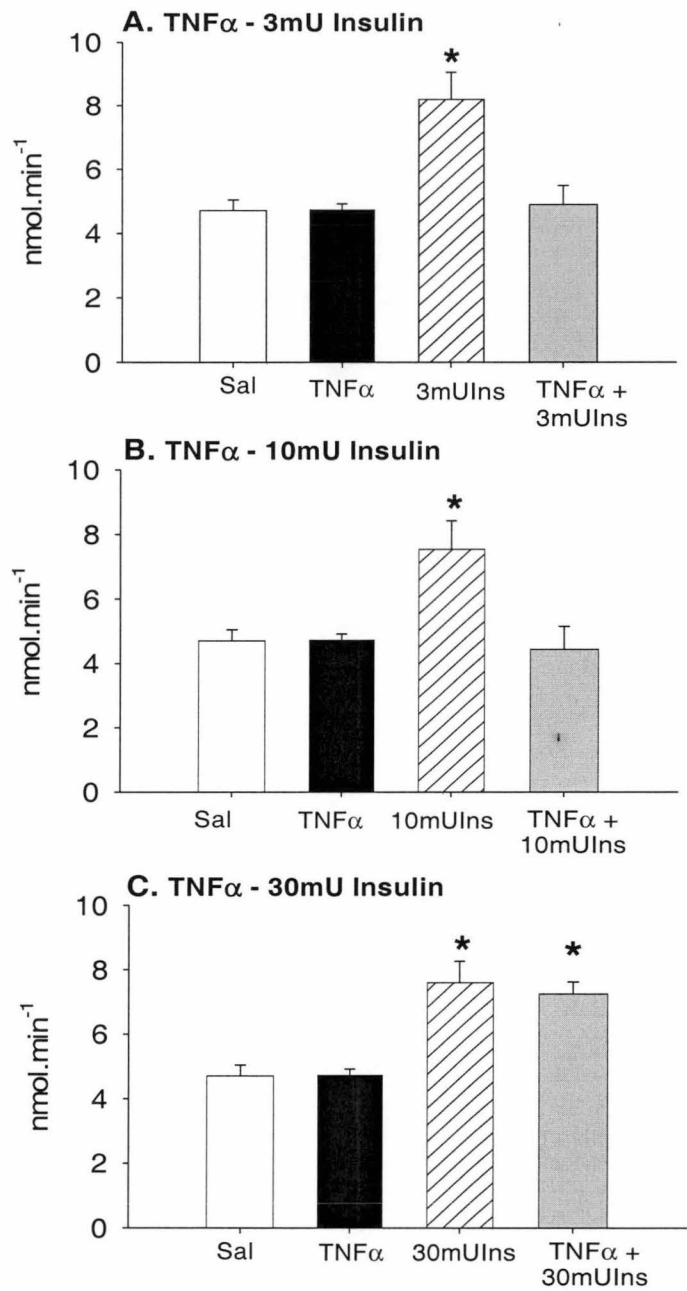 A. TNFα - 3mU Insulin
10
8
6
4
2
0
nmol.min⁻¹
*
Sal TNFα 3mUIns TNFα +
3mUIns
B. TNFα - 10mU Insulin
10
8
6
4
2
0
nmol.min⁻¹
*
Sal TNFα 10mUIns TNFα +
10mUIns
C. TNFα - 30mU Insulin
10
8
6
4
2
0
nmol.min⁻¹
* *
Sal TNFα 30mUIns TNFα +
30mUIns